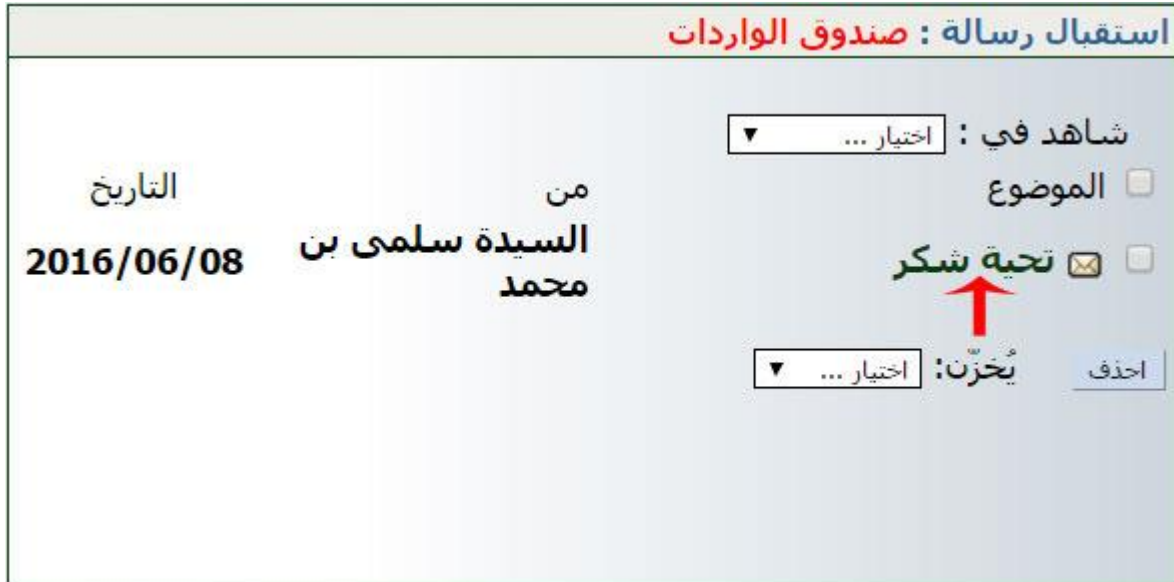 استقبال رسالة : صندوق الواردات
شاهد في : اختيار ...
الموضوع من التاريخ
تحية شكر السيدة سلمى بن محمد 2016/06/08
احذف يُخزّن: اختيار ...